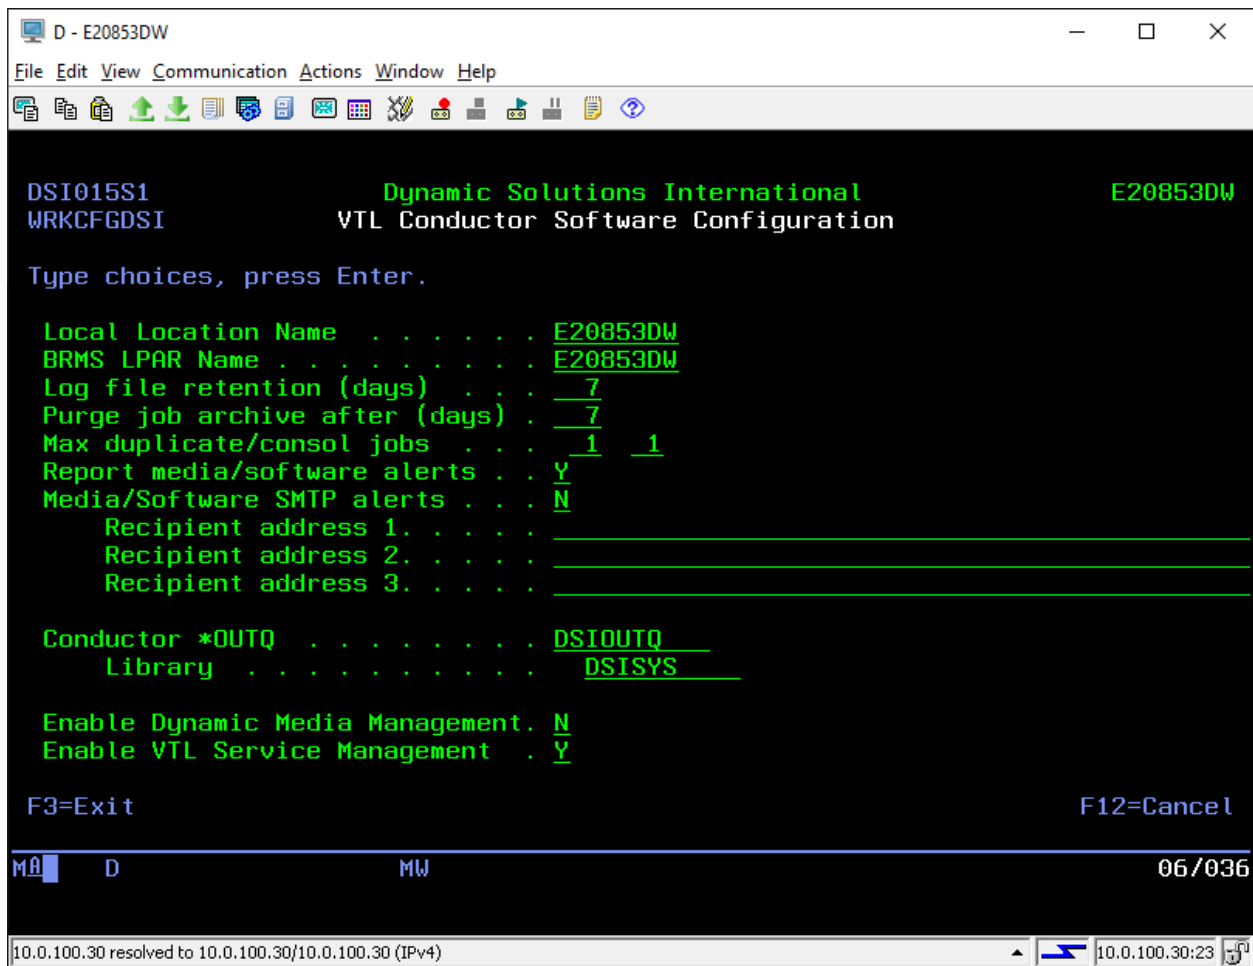 D - E20853DW
File Edit View Communication Actions Window Help
DSI015S1 Dynamic Solutions International E20853DW
WRKCFGDSI VTL Conductor Software Configuration
Type choices, press Enter.
Local Location Name . . . . . . E20853DW
BRMS LPAR Name . . . . . . . . . E20853DW
Log file retention (days) . . . 7
Purge job archive after (days) . 7
Max duplicate/consol jobs . . . 1 1
Report media/software alerts . . Y
Media/Software SMTP alerts . . . N
Recipient address 1. . . . .
Recipient address 2. . . . .
Recipient address 3. . . . .
Conductor *OUTQ . . . . . . . . DSIOUTQ
Library . . . . . . . . . . DSISYS
Enable Dynamic Media Management. N
Enable VTL Service Management . Y
F3=Exit F12=Cancel
MA D MW 06/036
10.0.100.30 resolved to 10.0.100.30/10.0.100.30 (IPv4) 10.0.100.30:23